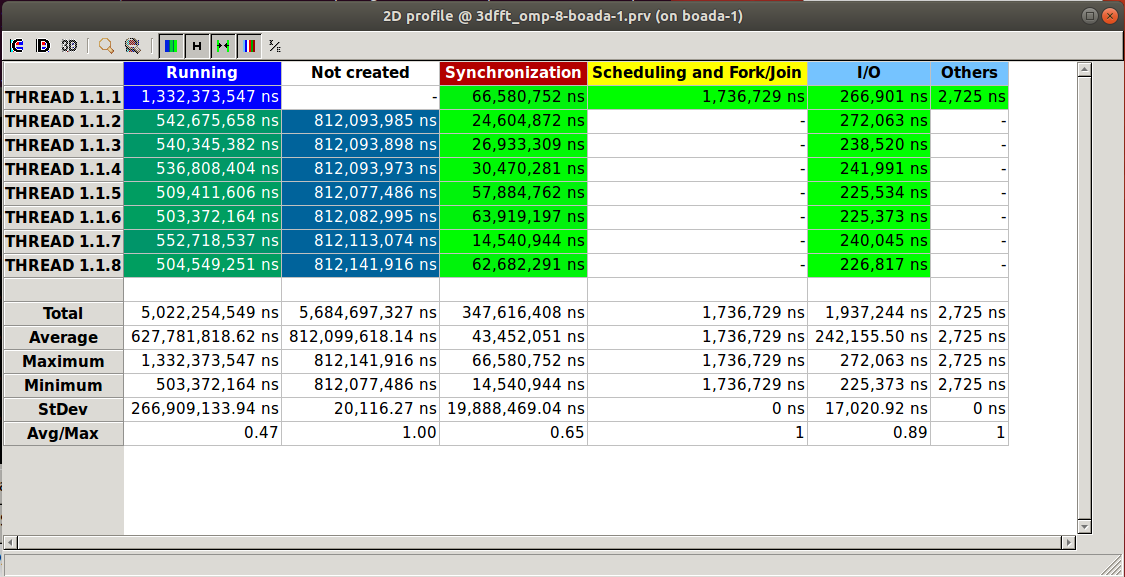 2D profile @ 3dfft_omp-8-boada-1.prv (on boada-1)
3D
Running Not created Synchronization Scheduling and Fork/Join I/O Others
THREAD 1.1.1 1,332,373,547 ns - 66,580,752 ns 1,736,729 ns 266,901 ns 2,725 ns
THREAD 1.1.2 542,675,658 ns 812,093,985 ns 24,604,872 ns - 272,063 ns -
THREAD 1.1.3 540,345,382 ns 812,093,898 ns 26,933,309 ns - 238,520 ns -
THREAD 1.1.4 536,808,404 ns 812,093,973 ns 30,470,281 ns - 241,991 ns -
THREAD 1.1.5 509,411,606 ns 812,077,486 ns 57,884,762 ns - 225,534 ns -
THREAD 1.1.6 503,372,164 ns 812,082,995 ns 63,919,197 ns - 225,373 ns -
THREAD 1.1.7 552,718,537 ns 812,113,074 ns 14,540,944 ns - 240,045 ns -
THREAD 1.1.8 504,549,251 ns 812,141,916 ns 62,682,291 ns - 226,817 ns -
Total 5,022,254,549 ns 5,684,697,327 ns 347,616,408 ns 1,736,729 ns 1,937,244 ns 2,725 ns
Average 627,781,818.62 ns 812,099,618.14 ns 43,452,051 ns 1,736,729 ns 242,155.50 ns 2,725 ns
Maximum 1,332,373,547 ns 812,141,916 ns 66,580,752 ns 1,736,729 ns 272,063 ns 2,725 ns
Minimum 503,372,164 ns 812,077,486 ns 14,540,944 ns 1,736,729 ns 225,373 ns 2,725 ns
StDev 266,909,133.94 ns 20,116.27 ns 19,888,469.04 ns 0 ns 17,020.92 ns 0 ns
Avg/Max 0.47 1.00 0.65 1 0.89 1